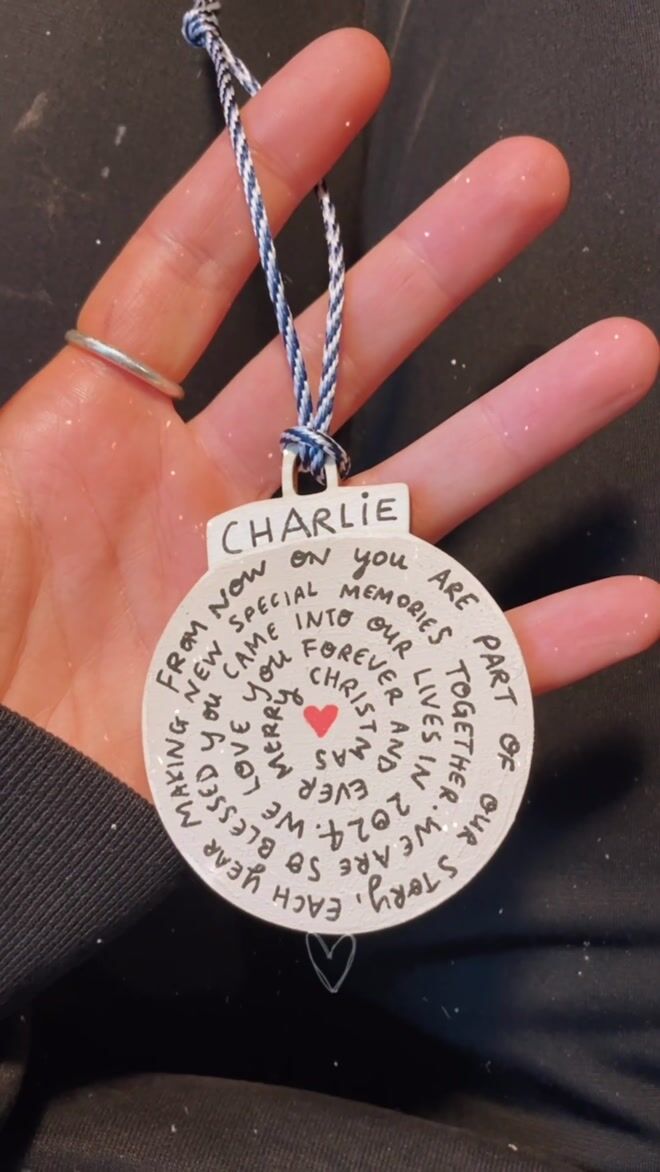 CHARLiE
FROM NOW ON YOU ARE PART OF OUR STORY, EACH YEAR MAKING NEW SPECIAL MEMORIES TOGETHER. WE ARE SO BLESSED YOU CAME INTO OUR LIVES IN 2024. WE LOVE YOU FOREVER AND EVER MERRY CHRISTMAS